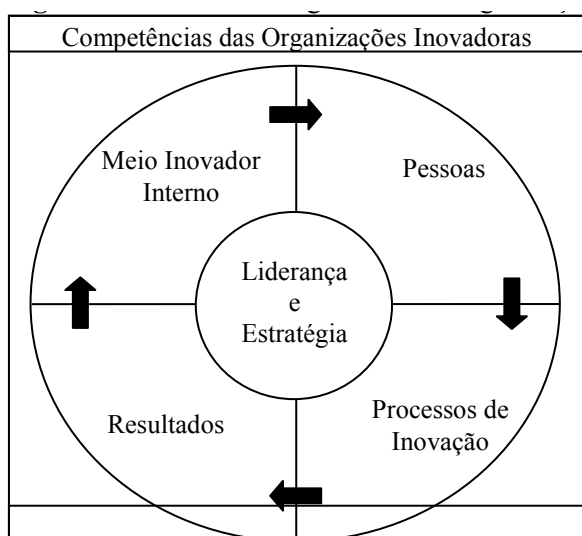 Competências das Organizações Inovadoras
Meio Inovador
Interno
Pessoas
Liderança
e
Estratégia
Resultados
Processos de
Inovação